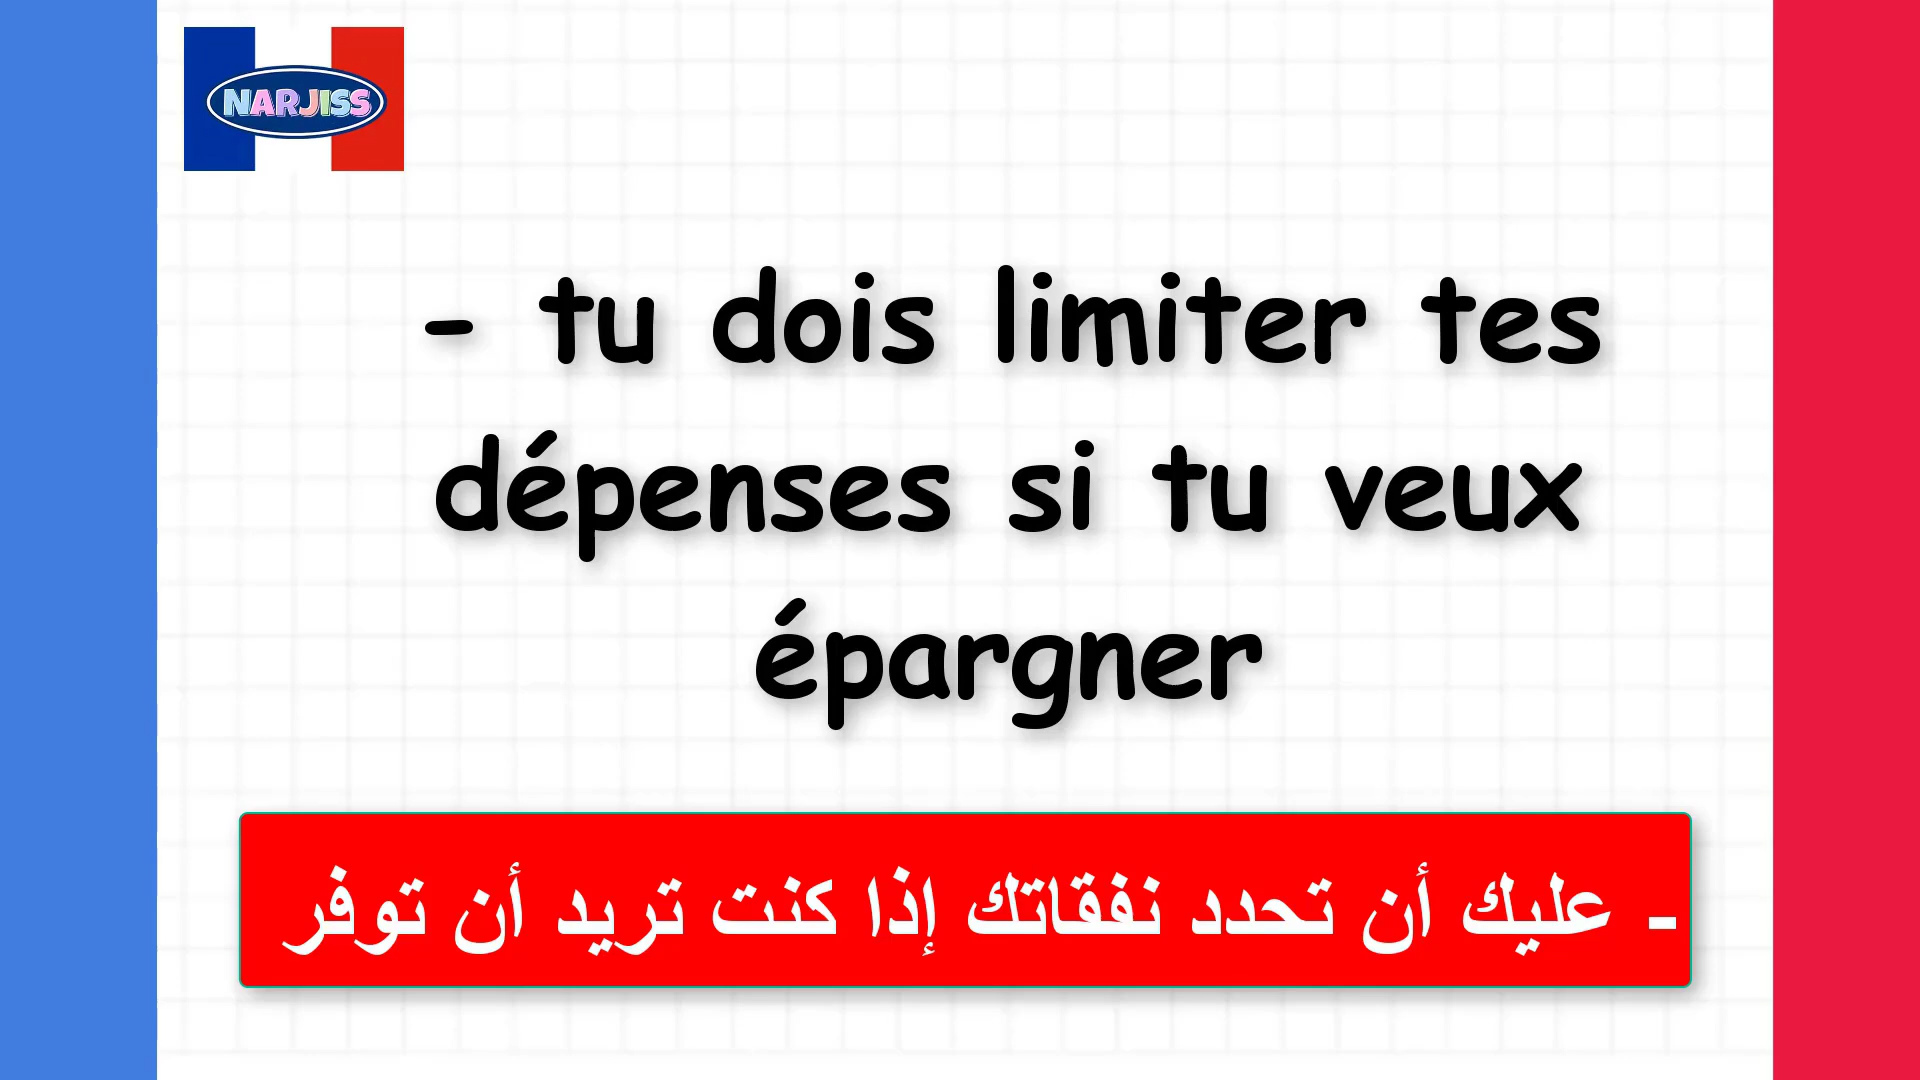 NARJISS
- tu dois limiter tes
dépenses si tu veux
épargner
- عليك أن تحدد نفقاتك إذا كنت تريد أن توفر